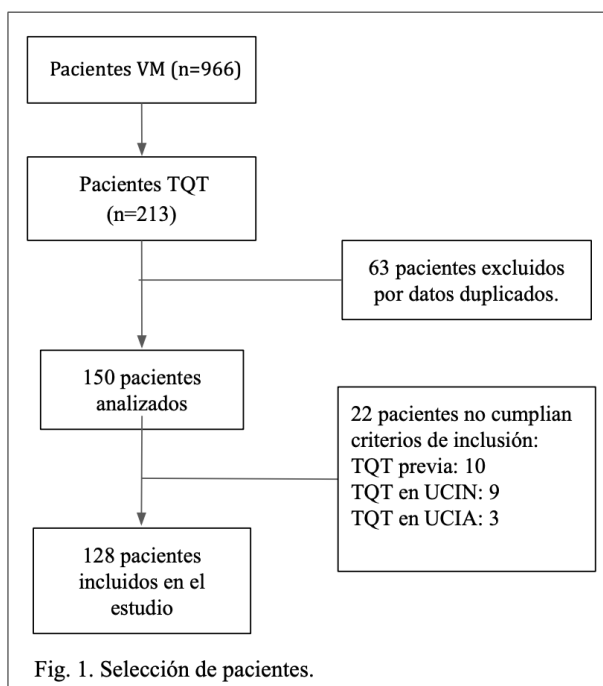 Pacientes VM (n=966)
Pacientes TQT
(n=213)
63 pacientes excluidos
por datos duplicados.
150 pacientes
analizados
22 pacientes no cumplian
criterios de inclusión:
TQT previa: 10
TQT en UCIN: 9
TQT en UCIA: 3
128 pacientes
incluidos en el
estudio
Fig. 1. Selección de pacientes.